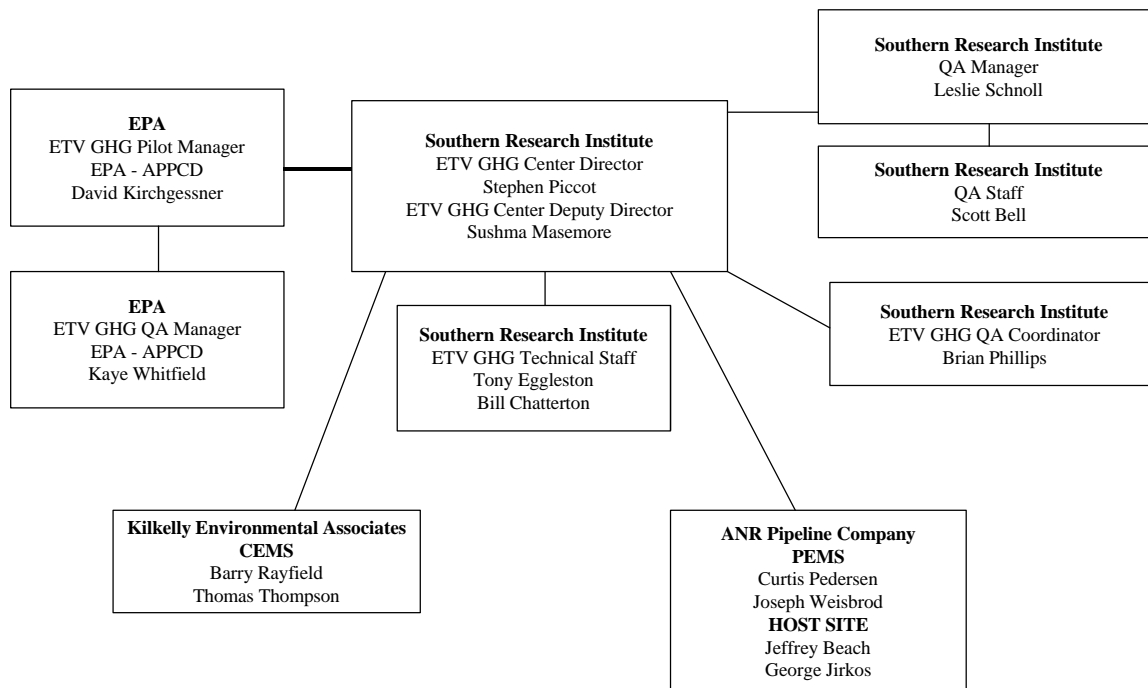 Southern Research Institute
QA Manager
Leslie Schnoll
EPA
ETV GHG Pilot Manager
EPA - APPCD
David Kirchgessner
Southern Research Institute
ETV GHG Center Director
Stephen Piccot
ETV GHG Center Deputy Director
Sushma Masemore
Southern Research Institute
QA Staff
Scott Bell
EPA
ETV GHG QA Manager
EPA - APPCD
Kaye Whitfield
Southern Research Institute
ETV GHG Technical Staff
Tony Eggleston
Bill Chatterton
Southern Research Institute
ETV GHG QA Coordinator
Brian Phillips
Kilkelly Environmental Associates
CEMS
Barry Rayfield
Thomas Thompson
ANR Pipeline Company
PEMS
Curtis Pedersen
Joseph Weisbrod
HOST SITE
Jeffrey Beach
George Jirkos